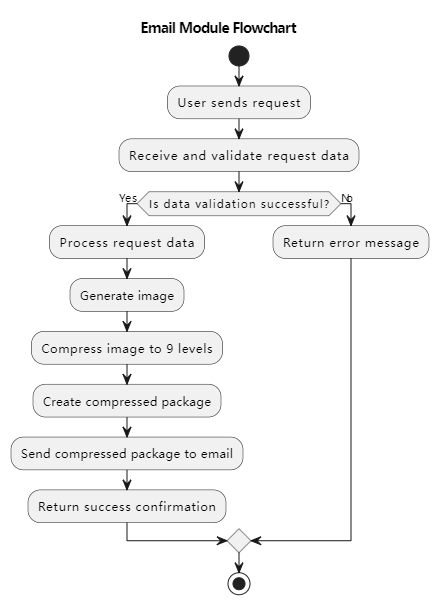 Email Module Flowchart
User sends request
Receive and validate request data
Yes
Is data validation successful?
No
Process request data
Return error message
Generate image
Compress image to 9 levels
Create compressed package
Send compressed package to email
Return success confirmation